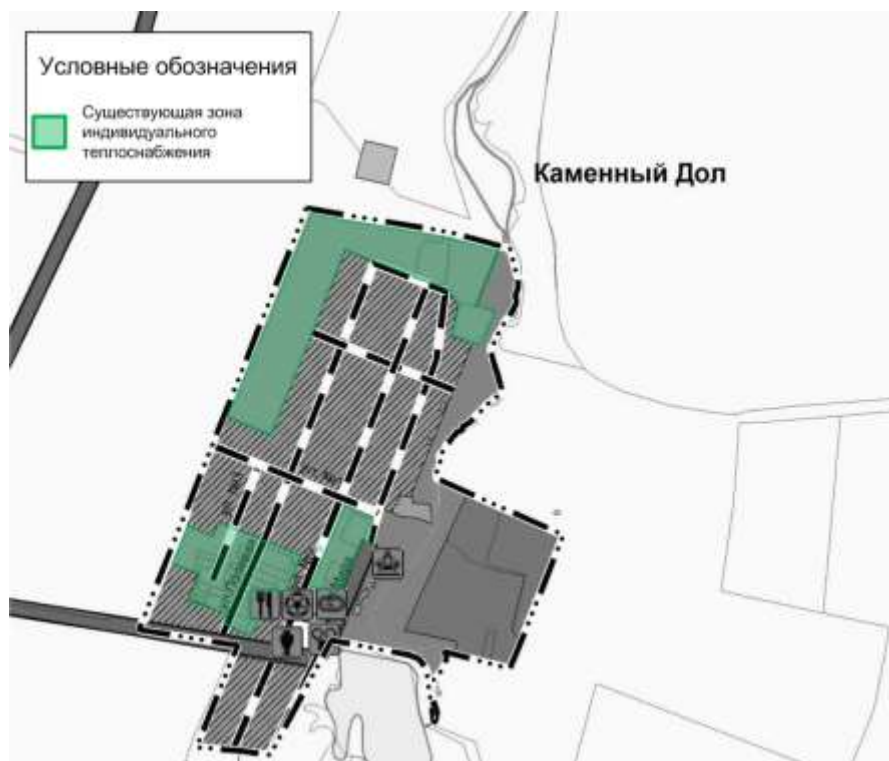 Условные обозначения
Существующая зона
индивидуального
теплоснабжения
Каменный Дол